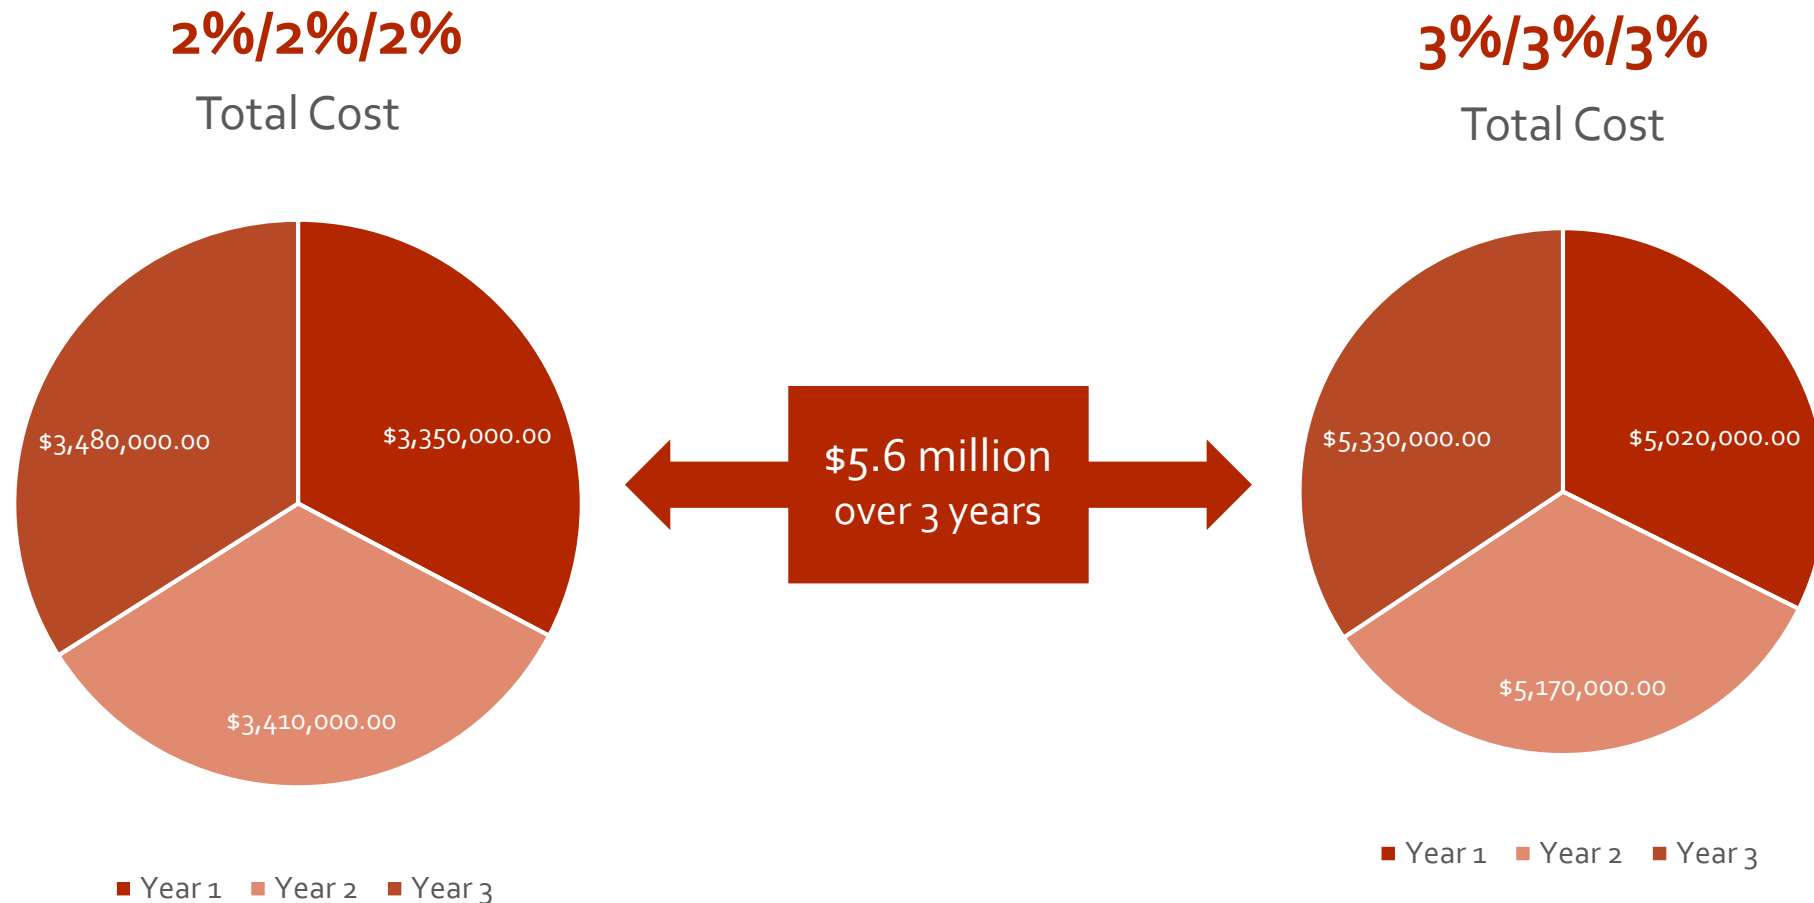 2%/2%/2%
Total Cost
$3,480,000.00
$3,350,000.00
$3,410,000.00
Year 1 Year 2 Year 3
$5.6 million
over 3 years
3%/3%/3%
Total Cost
$5,330,000.00
$5,020,000.00
$5,170,000.00
Year 1 Year 2 Year 3